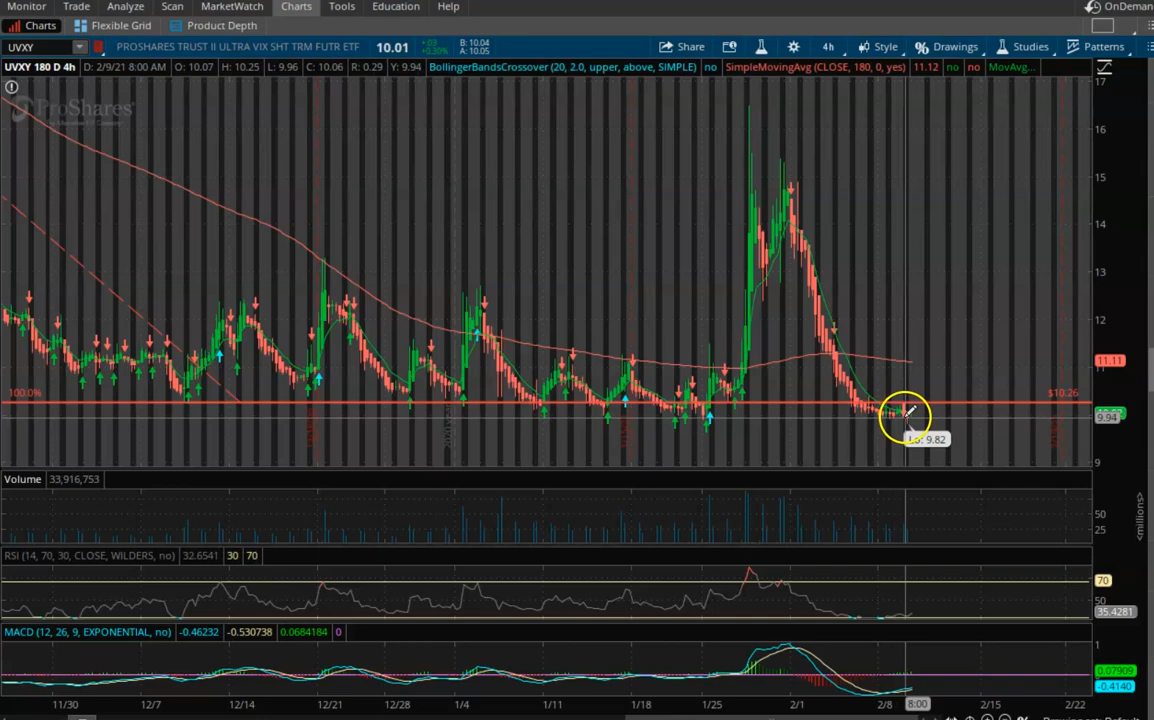 Monitor Trade Analyze Scan MarketWatch Charts Tools Education Help OnDeman
Charts Flexible Grid Product Depth
UVXY PROSHARES TRUST II ULTRA VIX SHT TRM FUTR ETF 10.01 +.03 +0.30% B: 10.04 A: 10.05 Share 4h Style Drawings Studies Patterns
UVXY 180 D 4h D: 2/9/21 8:00 AM O: 10.07 H: 10.25 L: 9.96 C: 10.06 R: 0.29 Y: 9.94 BollingerBandsCrossover (20, 2.0, upper, above, SIMPLE) no SimpleMovingAvg (CLOSE, 180, 0, yes) 11.12 no no MovAvg...
17
ProShares
16
15
14
13
12
11.11
11
100.0% $10.26
9.94
Lo: 9.82
9
Volume 33,916,753
50
25
<millions>
RSI (14, 70, 30, CLOSE, WILDERS, no) 32.6541 30 70
70
50
35.4281
MACD (12, 26, 9, EXPONENTIAL, no) -0.46232 -0.530738 0.0684184 0
1
0.07909
-0.4140
11/30 12/7 12/14 12/21 12/28 1/4 1/11 1/18 1/25 2/1 2/8 8:00 2/15 2/22